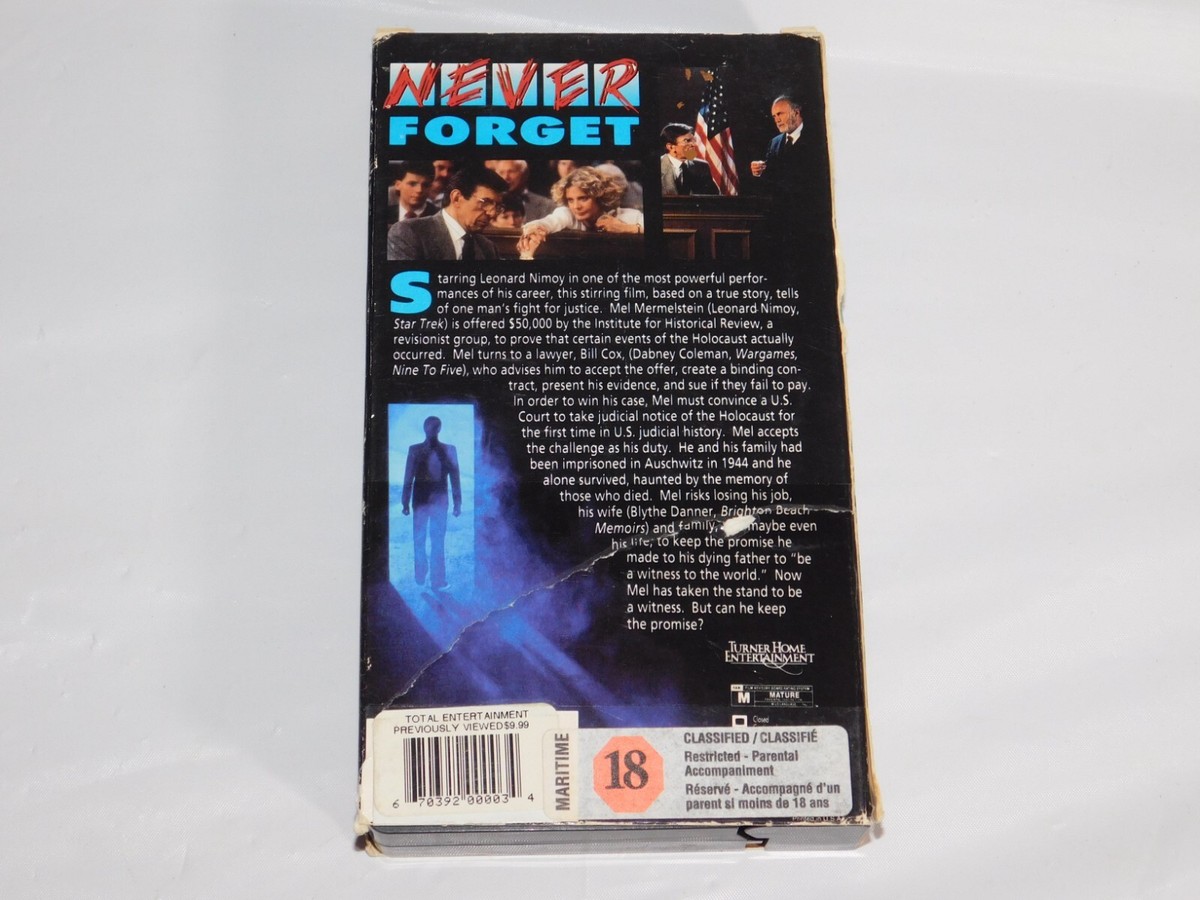 NEVER
FORGET
Starring Leonard Nimoy in one of the most powerful perfor-
mances of his career, this stirring film, based on a true story, tells
of one man's fight for justice. Mel Mermelstein (Leonard Nimoy,
Star Trek) is offered $50,000 by the Institute for Historical Review, a
revisionist group, to prove that certain events of the Holocaust actually
occurred. Mel turns to a lawyer, Bill Cox, (Dabney Coleman, Wargames,
Nine To Five), who advises him to accept the offer, create a binding con-
tract, present his evidence, and sue if they fail to pay.
In order to win his case, Mel must convince a U.S.
Court to take judicial notice of the Holocaust for
the first time in U.S. judicial history. Mel accepts
the challenge as his duty. He and his family had
been imprisoned in Auschwitz in 1944 and he
alone survived, haunted by the memory of
those who died. Mel risks losing his job,
his wife (Blythe Danner, Brighton Beach
Memoirs) and family, maybe even
his life, to keep the promise he
made to his dying father to "be
a witness to the world." Now
Mel has taken the stand to be
a witness. But can he keep
the promise?
TURNER HOME
ENTERTAINMENT
M MATURE
Closed
TOTAL ENTERTAINMENT
PREVIOUSLY VIEWED $9.99
6 70392 00003 4
MARITIME
18
CLASSIFIED / CLASSIFIÉ
Restricted - Parental
Accompaniment
Réservé - Accompagné d'un
parent si moins de 18 ans